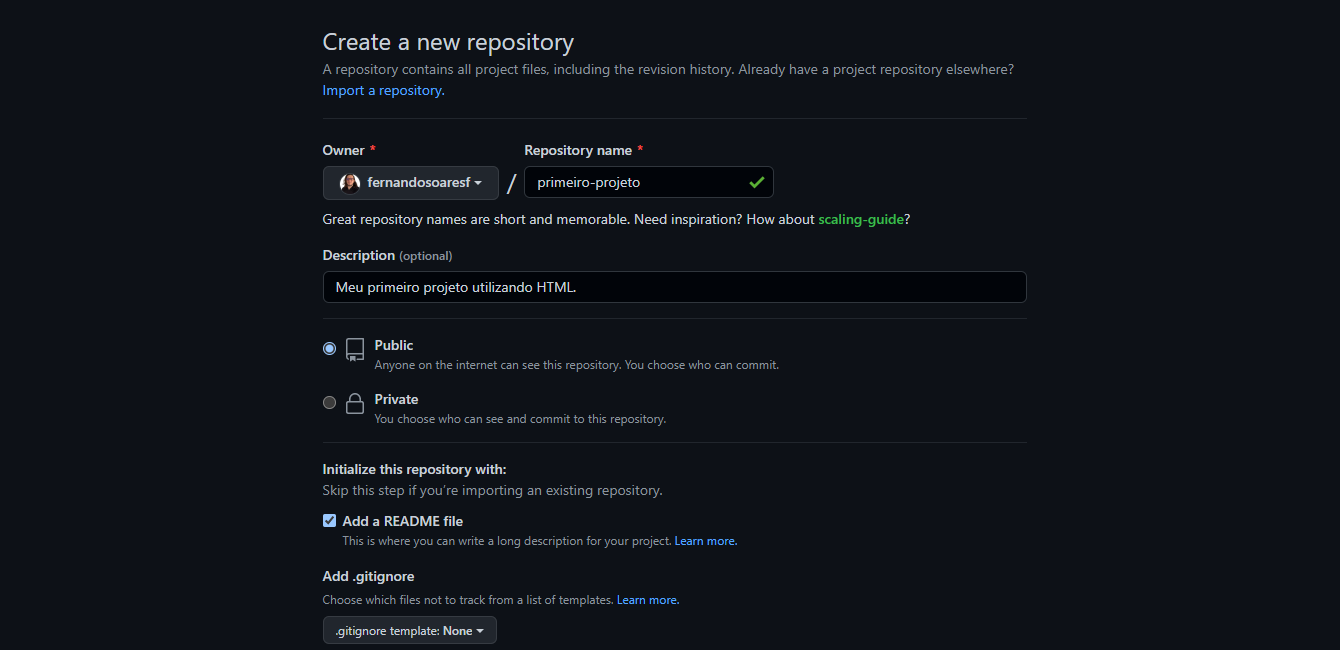 Create a new repository
A repository contains all project files, including the revision history. Already have a project repository elsewhere?
Import a repository.
Owner *
Repository name *
fernandosoaresf
/
primeiro-projeto
Great repository names are short and memorable. Need inspiration? How about scaling-guide?
Description (optional)
Meu primeiro projeto utilizando HTML.
Public
Anyone on the internet can see this repository. You choose who can commit.
Private
You choose who can see and commit to this repository.
Initialize this repository with:
Skip this step if you're importing an existing repository.
Add a README file
This is where you can write a long description for your project. Learn more.
Add .gitignore
Choose which files not to track from a list of templates. Learn more.
.gitignore template: None